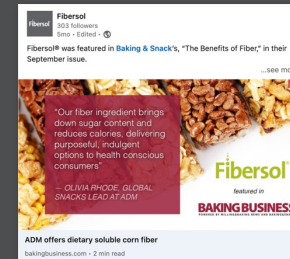 Fibersol
Fibersol
303 followers
5mo • Edited •
Fibersol® was featured in Baking & Snack's, "The Benefits of Fiber," in their
September issue.
...see mo
"Our fiber ingredient brings
down sugar content and
reduces calories, delivering
purposeful, indulgent
options to health conscious
consumers"
— OLIVIA RHODE, GLOBAL
SNACKS LEAD AT ADM
Fibersol
featured in
BAKING BUSINESS
ADM offers dietary soluble corn fiber
bakingbusiness.com • 2 min read